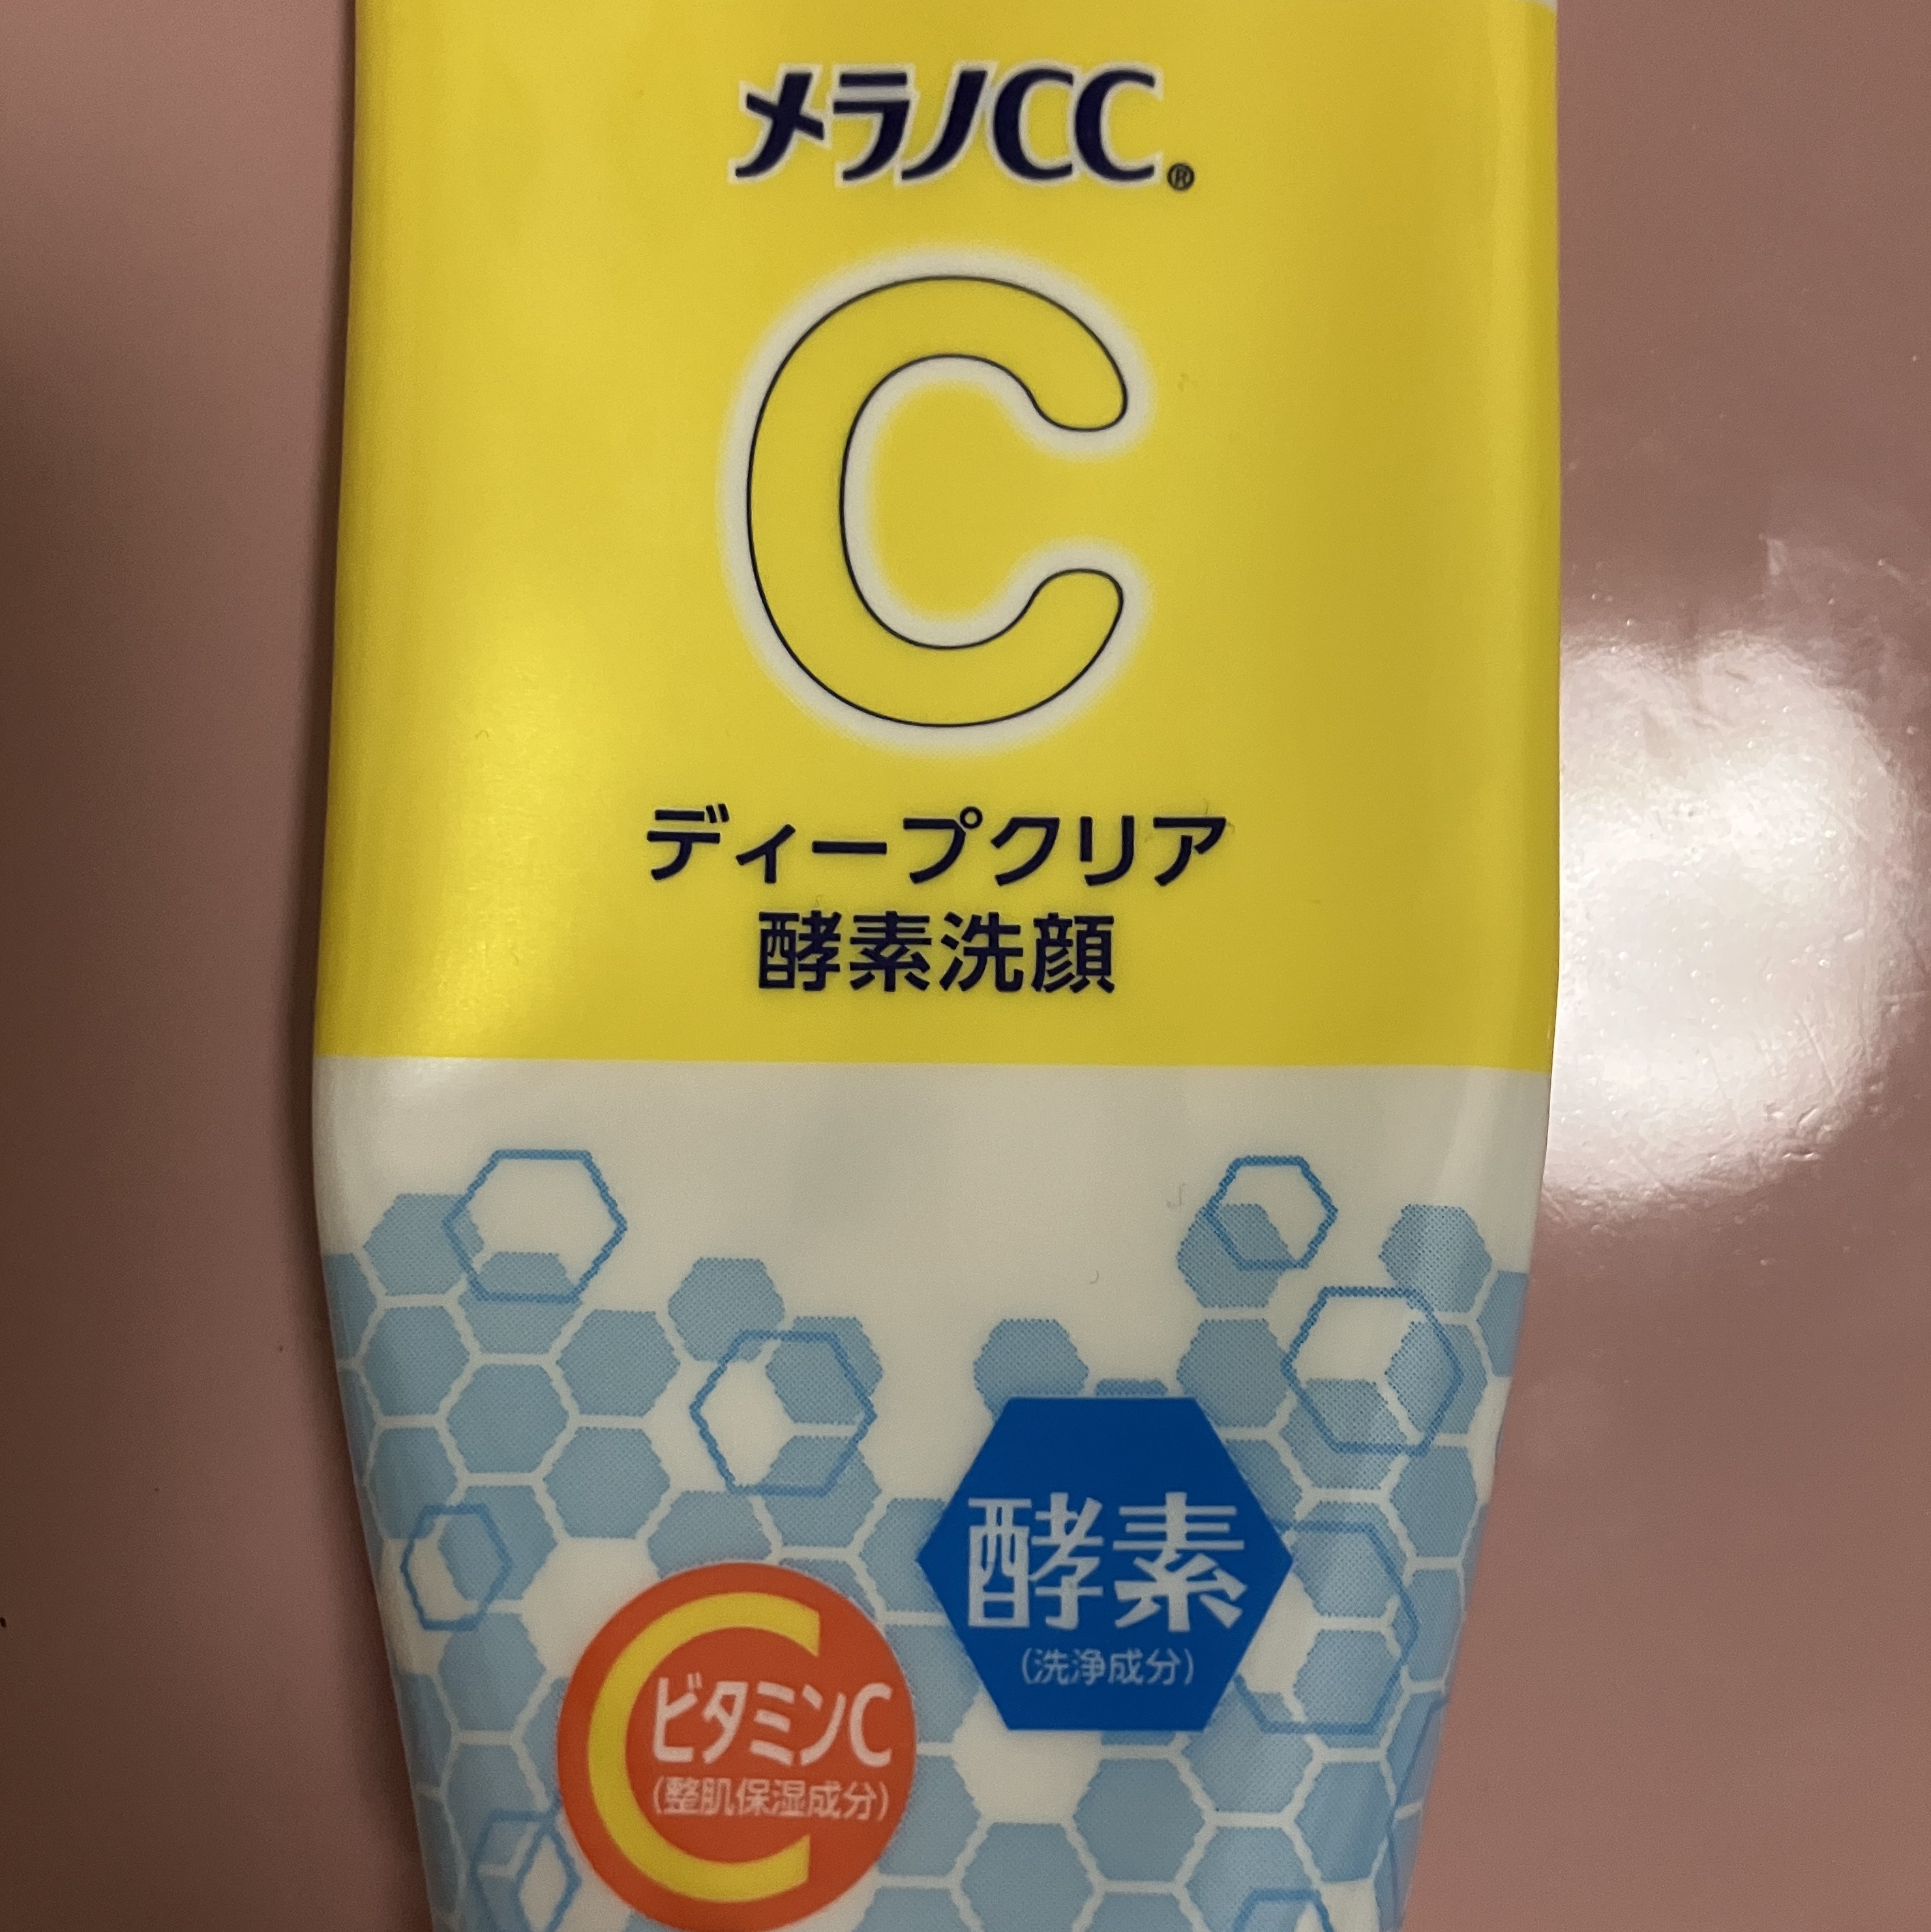 メラノCC®
C
ディープクリア
酵素洗顔
酵素
(洗浄成分)
C
ビタミンC
(整肌保湿成分)